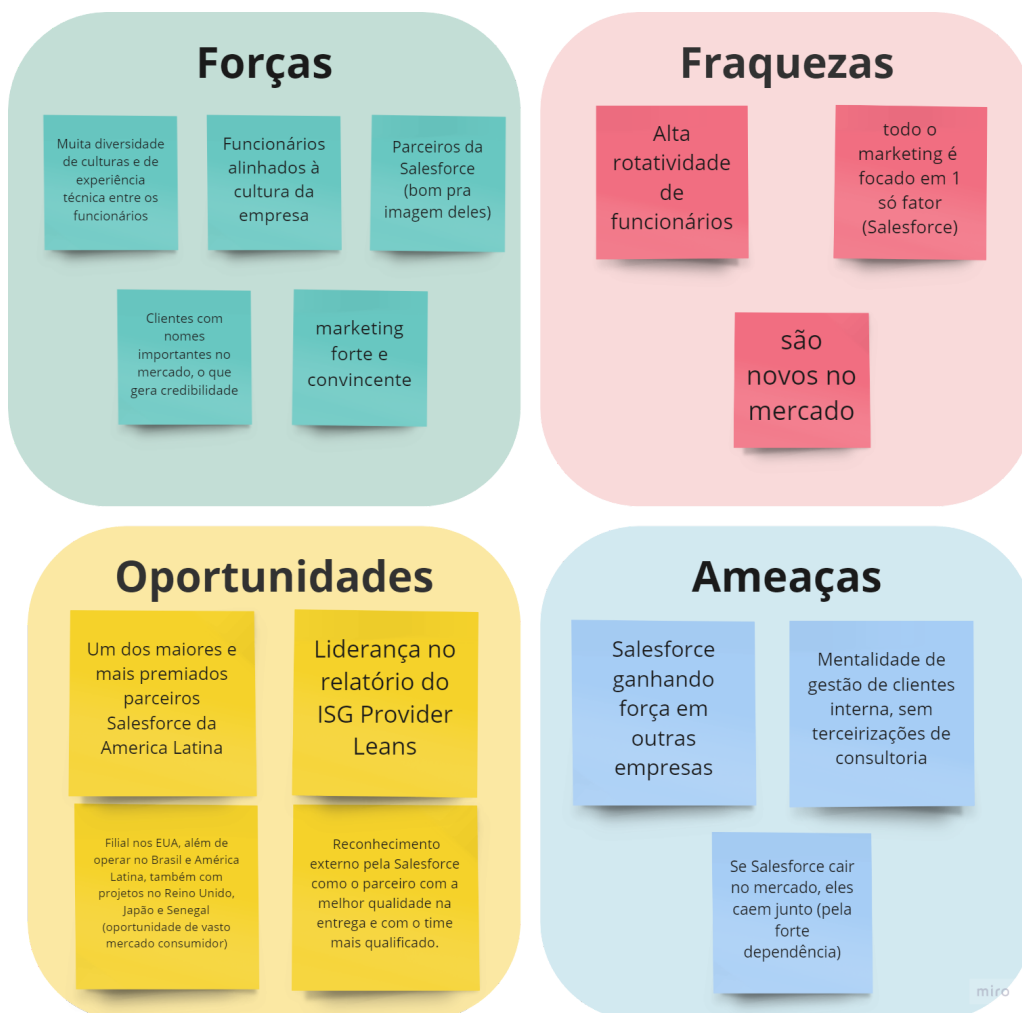 Forças
Muita diversidade
de culturas e de
experiência
técnica entre os
funcionários
Funcionários
alinhados à
cultura da
empresa
Parceiros da
Salesforce
(bom pra
imagem deles)
Clientes com
nomes
importantes no
mercado, o que
gera credibilidade
marketing
forte e
convincente
Fraquezas
Alta
rotatividade
de
funcionários
todo o
marketing é
focado em 1
só fator
(Salesforce)
são
novos no
mercado
Oportunidades
Um dos maiores e
mais premiados
parceiros
Salesforce da
America Latina
Liderança no
relatório do
ISG Provider
Leans
Filial nos EUA, além de
operar no Brasil e América
Latina, também com
projetos no Reino Unido,
Japão e Senegal
(oportunidade de vasto
mercado consumidor)
Reconhecimento
externo pela Salesforce
como o parceiro com a
melhor qualidade na
entrega e com o time
mais qualificado.
Ameaças
Salesforce
ganhando
força em
outras
empresas
Mentalidade de
gestão de clientes
interna, sem
terceirizações de
consultoria
Se Salesforce cair
no mercado, eles
caem junto (pela
forte
dependência)
miro